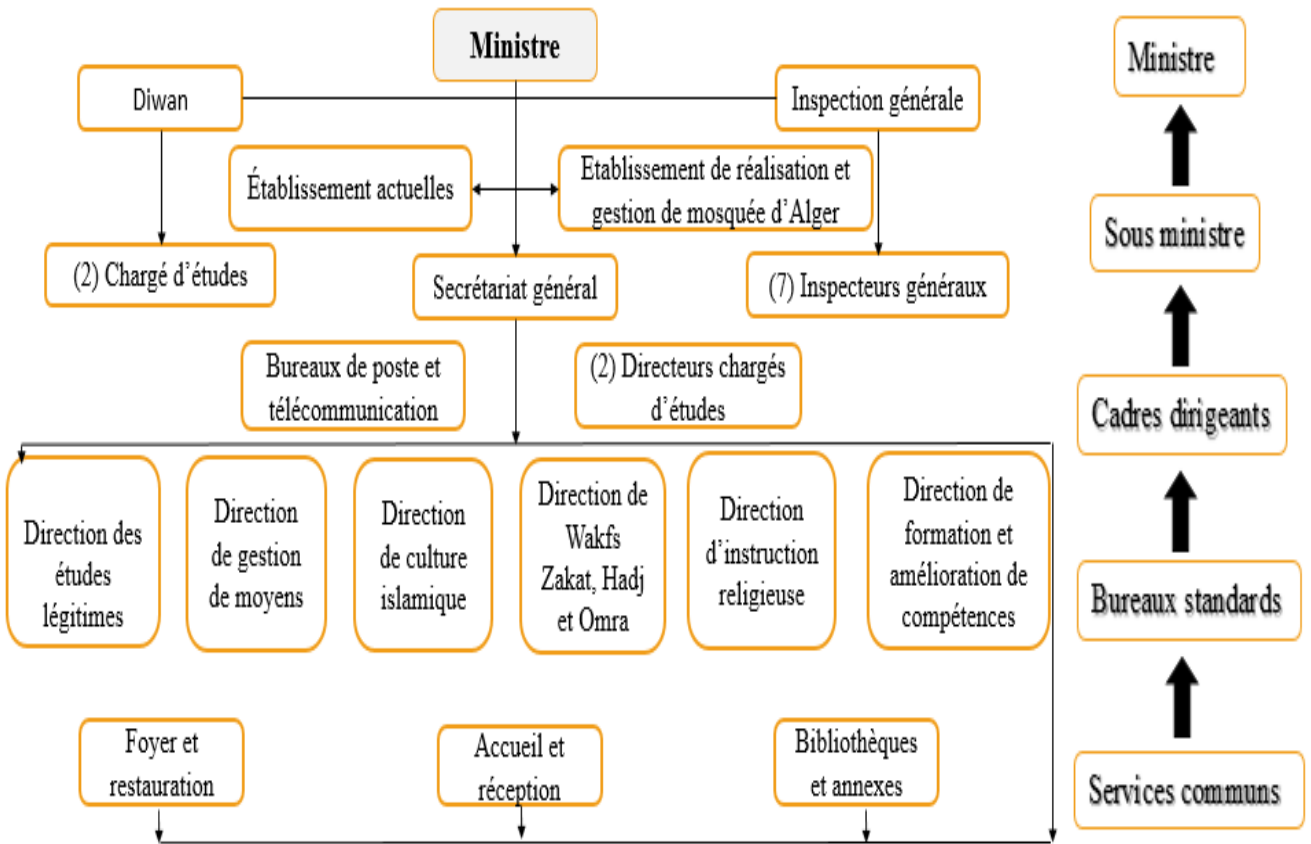 Ministre
Diwan
Inspection générale
Établissement actuelles
Etablissement de réalisation et
gestion de mosquée d’Alger
(2) Chargé d’études
Secrétariat général
(7) Inspecteurs généraux
Bureaux de poste et
télécommunication
(2) Directeurs chargés
d’études
Direction des
études
légitimes
Direction
de gestion
de moyens
Direction
de culture
islamique
Direction de
Wakfs
Zakat, Hadj
et Omra
Direction
d’instruction
religieuse
Direction de
formation et
amélioration de
compétences
Foyer et
restauration
Accueil et
réception
Bibliothèques
et annexes
Ministre
Sous ministre
Cadres dirigeants
Bureaux standards
Services communs